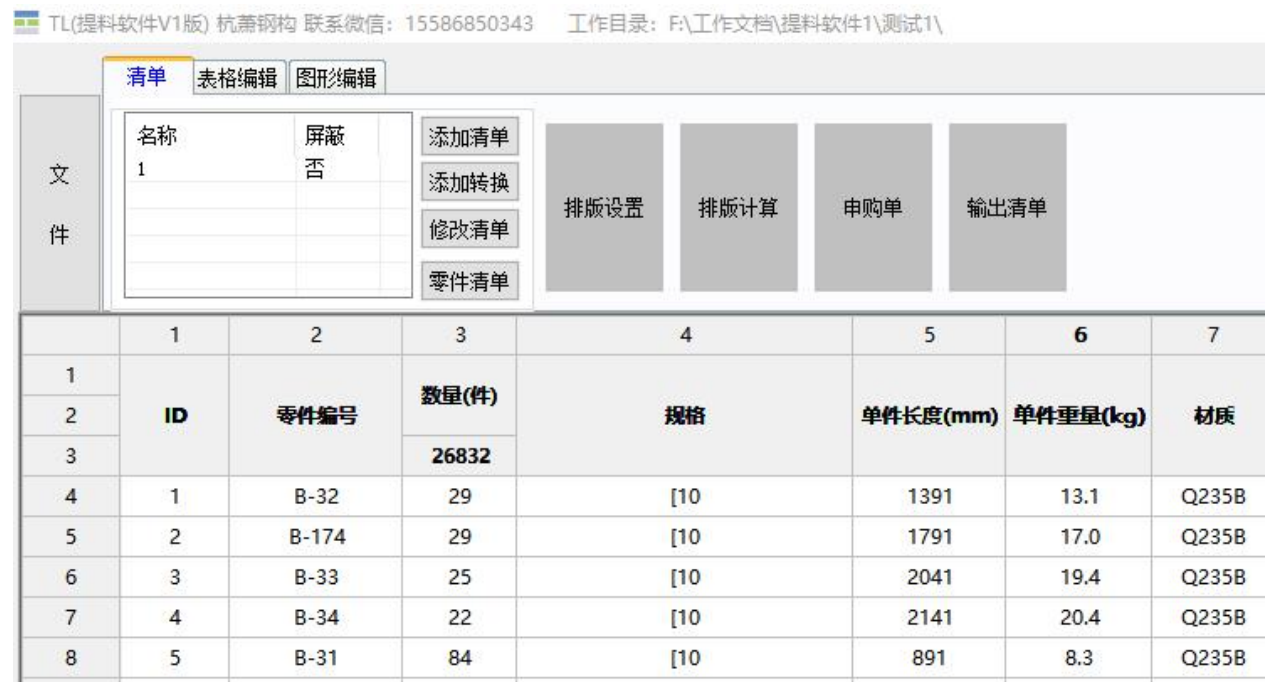 TL(提料软件V1版) 杭萧钢构 联系微信：15586850343 工作目录：F:\工作文档\提料软件1\测试1\
清单 表格编辑 图形编辑
文件
名称 屏蔽
1 否
添加清单
添加转换
修改清单
零件清单
排版设置 排版计算 申购单 输出清单
1 2 3 4 5 6 7
1
2 ID 零件编号 数量(件) 规格 单件长度(mm) 单件重量(kg) 材质
3 26832
4 1 B-32 29 [10 1391 13.1 Q235B
5 2 B-174 29 [10 1791 17.0 Q235B
6 3 B-33 25 [10 2041 19.4 Q235B
7 4 B-34 22 [10 2141 20.4 Q235B
8 5 B-31 84 [10 891 8.3 Q235B